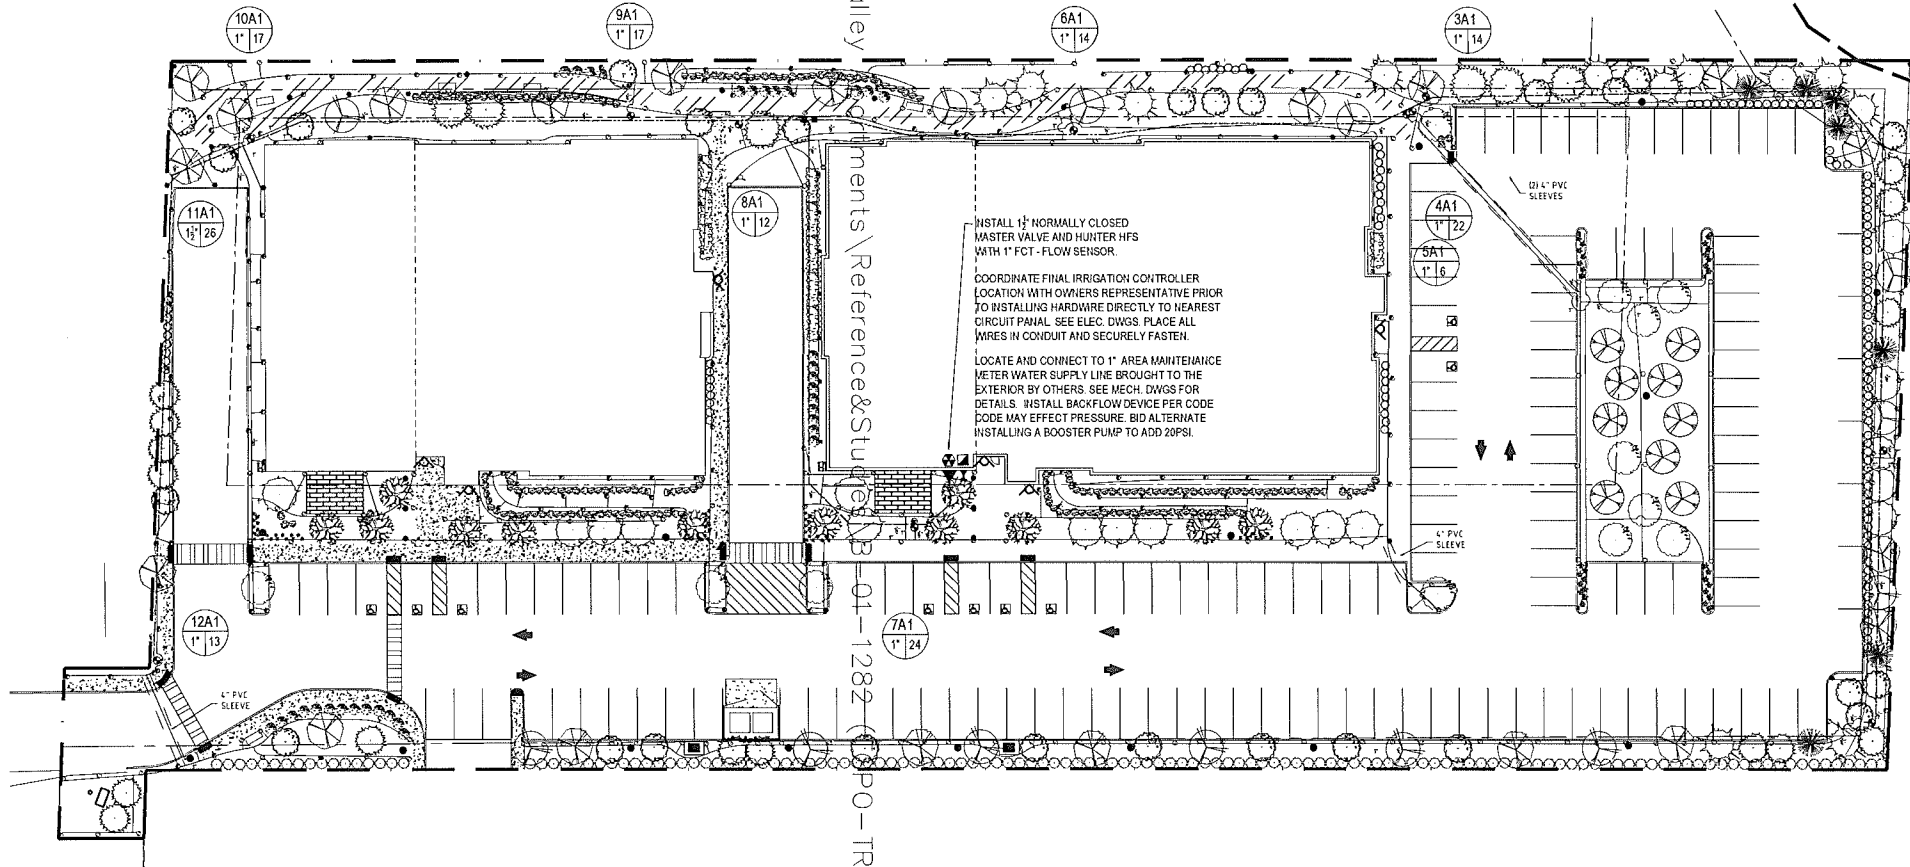 10A1
1" 17
9A1
1" 17
6A1
1" 14
3A1
1" 14
11A1
1½" 26
8A1
1" 12
4A1
1" 22
5A1
1" 6
(2) 4" PVC
SLEEVES
INSTALL 1½" NORMALLY CLOSED
MASTER VALVE AND HUNTER HFS
WITH 1" FCT - FLOW SENSOR.
COORDINATE FINAL IRRIGATION CONTROLLER
LOCATION WITH OWNERS REPRESENTATIVE PRIOR
TO INSTALLING HARDWIRE DIRECTLY TO NEAREST
CIRCUIT PANAL. SEE ELEC. DWGS. PLACE ALL
WIRES IN CONDUIT AND SECURELY FASTEN.
LOCATE AND CONNECT TO 1" AREA MAINTENANCE
METER WATER SUPPLY LINE BROUGHT TO THE
EXTERIOR BY OTHERS. SEE MECH. DWGS FOR
DETAILS. INSTALL BACKFLOW DEVICE PER CODE
CODE MAY EFFECT PRESSURE. BID ALTERNATE
INSTALLING A BOOSTER PUMP TO ADD 20PSI.
4" PVC
SLEEVE
12A1
1" 13
7A1
1" 24
4" PVC
SLEEVE
lley
ments\Reference&Stud
01-1282
PO-TR